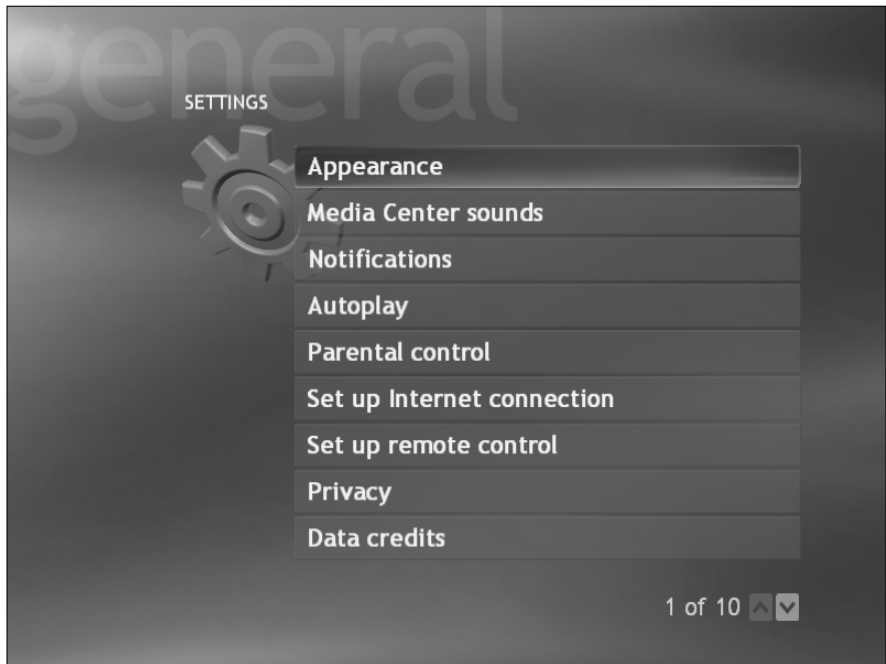 general
SETTINGS
Appearance
Media Center sounds
Notifications
Autoplay
Parental control
Set up Internet connection
Set up remote control
Privacy
Data credits
1 of 10